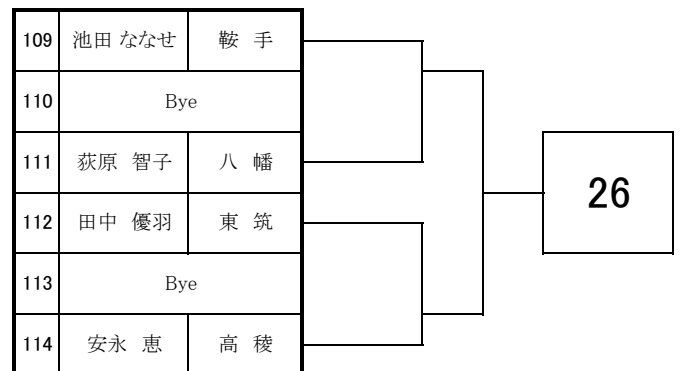 109 池田 ななせ 鞍 手
110 Bye
111 荻原 智子 八 幡
112 田中 優羽 東 筑
113 Bye
114 安永 恵 高 稜
26